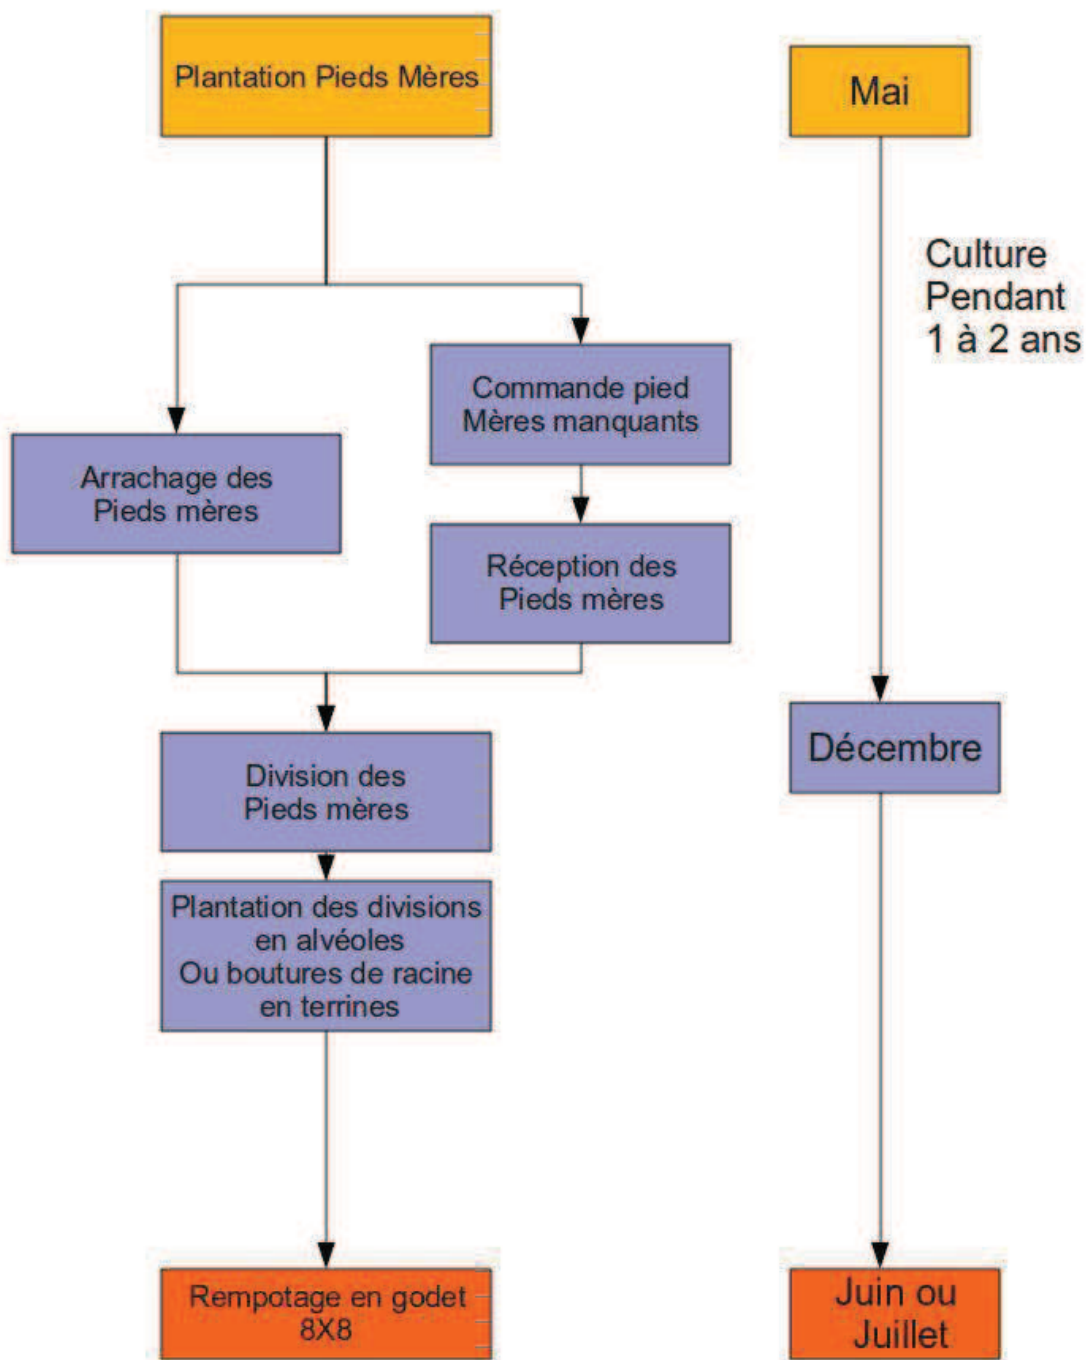 Plantation Pieds Mères
Mai
Culture
Pendant
1 à 2 ans
Commande pied
Mères manquants
Arrachage des
Pieds mères
Réception des
Pieds mères
Décembre
Division des
Pieds mères
Plantation des divisions
en alvéoles
Ou boutures de racine
en terrines
Rempotage en godet
8X8
Juin ou
Juillet